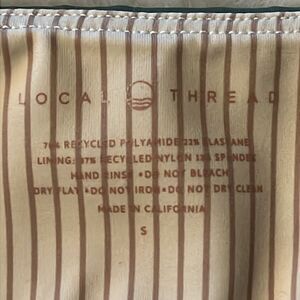 LOCAL THREAD
RECYCLED POLYAMIDE 22% ELASTANE
LINING: 87% RECYCLED NYLON 13% SPANDEX
HAND RINSE • DO NOT BLEACH
DRY FLAT • DO NOT IRON • DO NOT DRY CLEAN
MADE IN CALIFORNIA
S